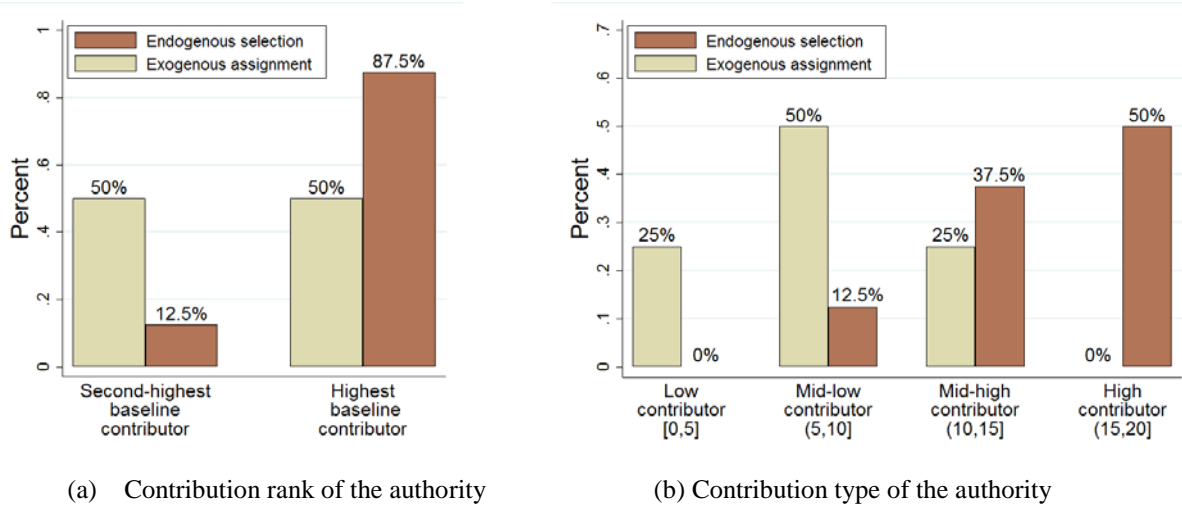 Endogenous selection
Exogenous assignment
Percent
0
.2
.4
.6
.8
1
50%
12.5%
50%
87.5%
Second-highest
baseline
contributor
Highest
baseline
contributor
(a) Contribution rank of the authority
Endogenous selection
Exogenous assignment
Percent
0
.1
.2
.3
.4
.5
.6
.7
25%
0%
50%
12.5%
25%
37.5%
0%
50%
Low
contributor
[0,5]
Mid-low
contributor
(5,10]
Mid-high
contributor
(10,15]
High
contributor
(15,20]
(b) Contribution type of the authority